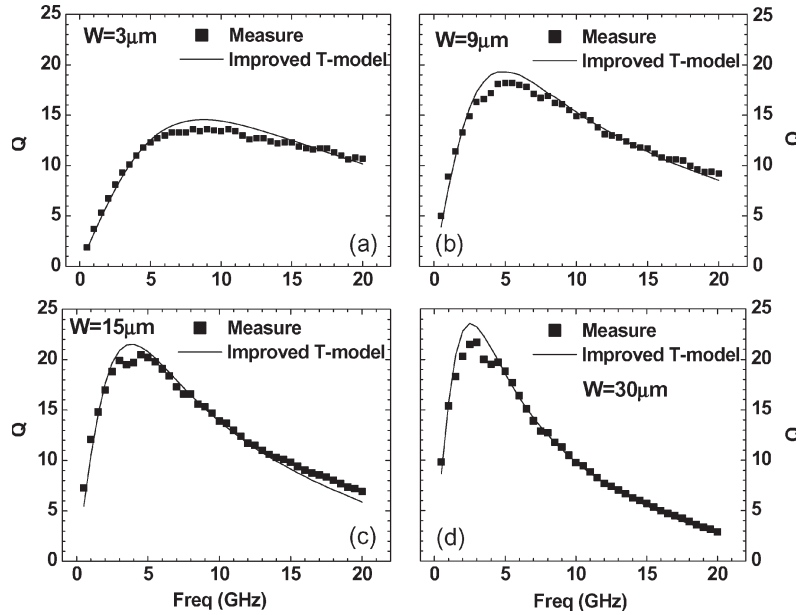 W=3μm
Measure
Improved T-model
25
20
15
10
5
0
Q
0 5 10 15 20
(a)
W=9μm
Measure
Improved T-model
25
20
15
10
5
0
Q
0 5 10 15 20
(b)
W=15μm
Measure
Improved T-model
25
20
15
10
5
0
Q
0 5 10 15 20
Freq (GHz)
(c)
Measure
Improved T-model
W=30μm
25
20
15
10
5
0
Q
0 5 10 15 20
Freq (GHz)
(d)